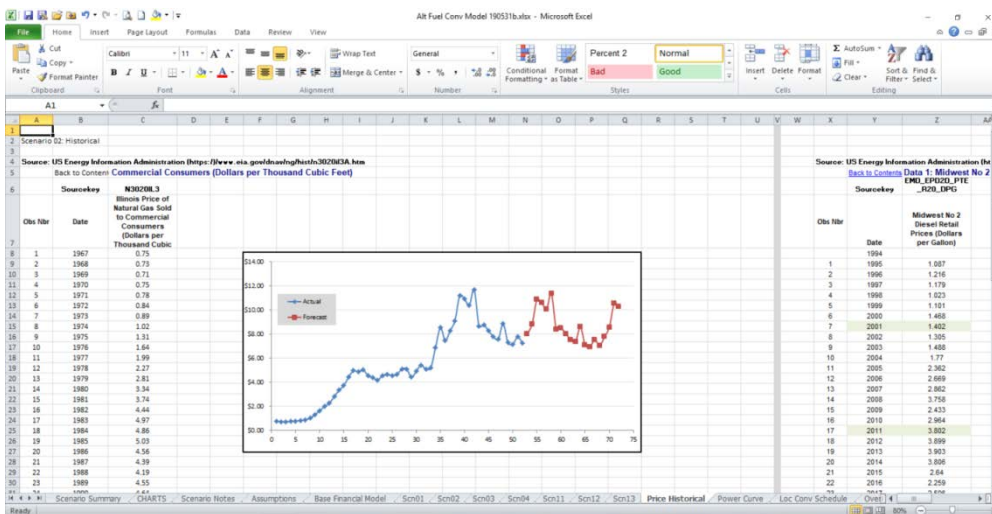 Alt Fuel Conv Model 190531b.xlsx - Microsoft Excel
File Home Insert Page Layout Formulas Data Review View
Cut
Copy
Format Painter
Paste
Clipboard
Calibri 11
B I U
Font
Wrap Text
Merge & Center
Alignment
General
$ % ,
Number
Conditional Formatting
Format as Table
Percent 2 Normal
Bad Good
Styles
Insert Delete Format
Cells
AutoSum
Fill
Clear
Sort & Filter
Find & Select
Editing
A1 fx
A B C D E F G H I J K L M N O P Q R S T U V W X Y Z
Scenario 02: Historical
Source: US Energy Information Administration (https://www.eia.gov/dnav/ng/hist/n3020il3A.htm
Back to Content Commercial Consumers (Dollars per Thousand Cubic Feet)
Sourcekey N3020IL3
Obs Nbr Date Illinois Price of Natural Gas Sold to Commercial Consumers (Dollars per Thousand Cubic
1 1967 0.75
2 1968 0.73
3 1969 0.71
4 1970 0.75
5 1971 0.78
6 1972 0.84
7 1973 0.89
8 1974 1.02
9 1975 1.31
10 1976 1.64
11 1977 1.99
12 1978 2.27
13 1979 2.81
14 1980 3.34
15 1981 3.74
16 1982 4.44
17 1983 4.97
18 1984 4.86
19 1985 5.03
20 1986 4.56
21 1987 4.39
22 1988 4.19
23 1989 4.55
$14.00
$12.00
$10.00
$8.00
$6.00
$4.00
$2.00
$0.00
Actual
Forecast
0 5 10 15 20 25 30 35 40 45 50 55 60 65 70 75
Source: US Energy Information Administration (ht
Back to Contents Data 1: Midwest No 2
Sourcekey EMD_EPD2D_PTE_R20_DPG
Obs Nbr Date Midwest No 2 Diesel Retail Prices (Dollars per Gallon)
1994
1 1995 1.087
2 1996 1.216
3 1997 1.179
4 1998 1.023
5 1999 1.101
6 2000 1.468
7 2001 1.402
8 2002 1.305
9 2003 1.488
10 2004 1.77
11 2005 2.362
12 2006 2.669
13 2007 2.862
14 2008 3.758
15 2009 2.433
16 2010 2.964
17 2011 3.802
18 2012 3.899
19 2013 3.903
20 2014 3.806
21 2015 2.64
22 2016 2.259
Scenario Summary CHARTS Scenario Notes Assumptions Base Financial Model Scn01 Scn02 Scn03 Scn04 Scn11 Scn12 Scn13 Price Historical Power Curve Loc Conv Schedule Over
Ready 80%